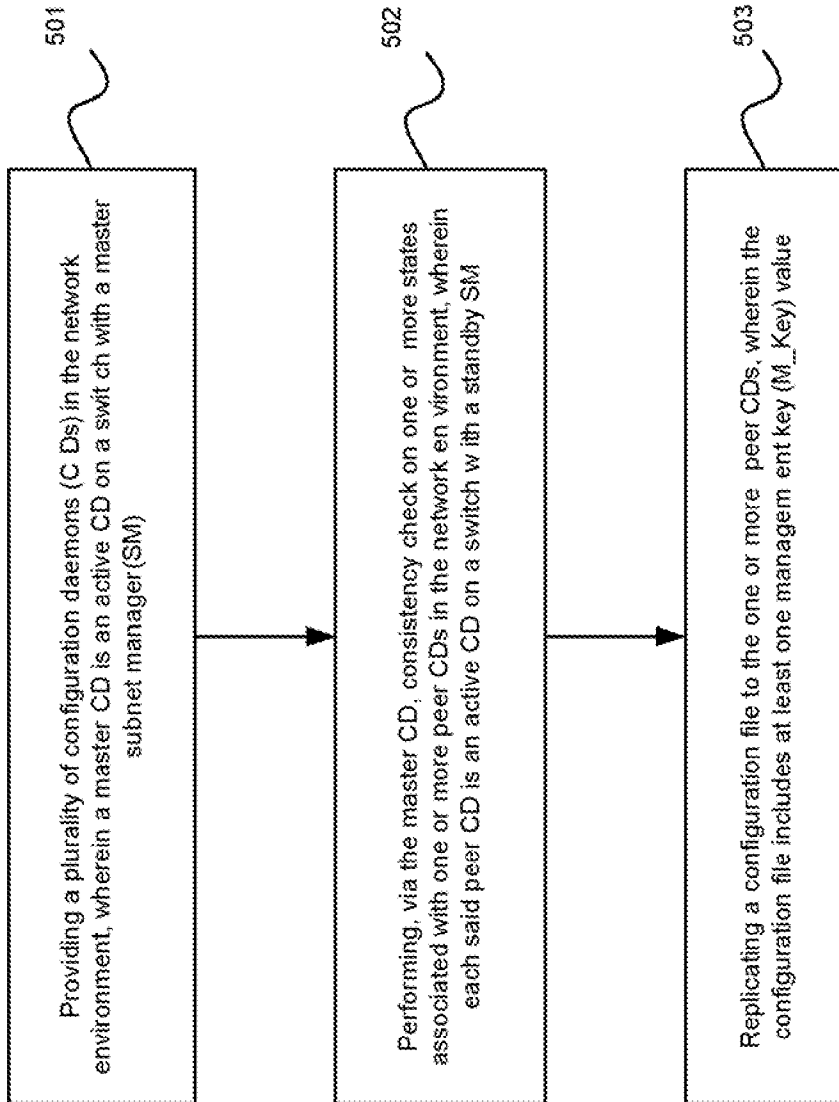 501
Providing a plurality of configuration daemons (C Ds) in the network
environment, wherein a master CD is an active CD on a swit ch with a master
subnet manager(SM)
502
Performing, via the master CD, consistency check on one or more states
associated with one or more peer CDs in the network en vironment, wherein
each said peer CD is an active CD on a switch w ith a standby SM
503
Replicating a configuration file to the one or more peer CDs, wherein the
configuration file includes at least one managem ent key (M_Key) value